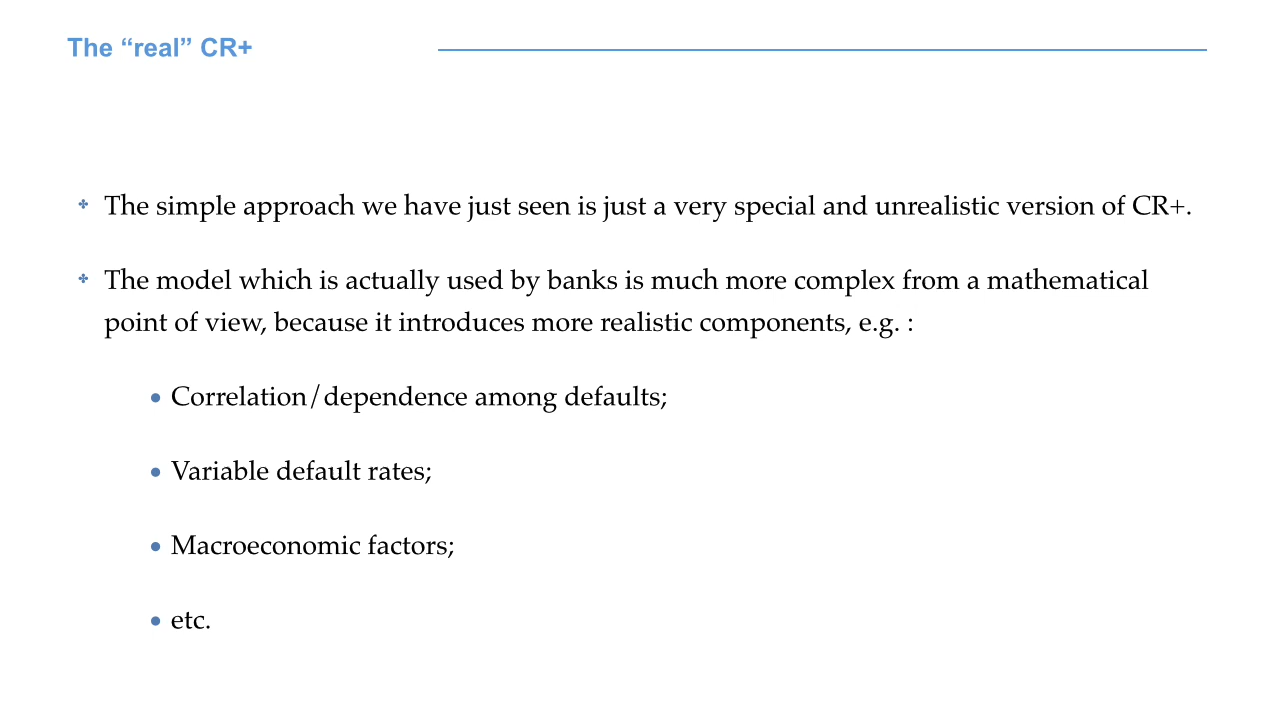 The “real” CR+
The simple approach we have just seen is just a very special and unrealistic version of CR+.
The model which is actually used by banks is much more complex from a mathematical
point of view, because it introduces more realistic components, e.g. :
Correlation/dependence among defaults;
Variable default rates;
Macroeconomic factors;
etc.